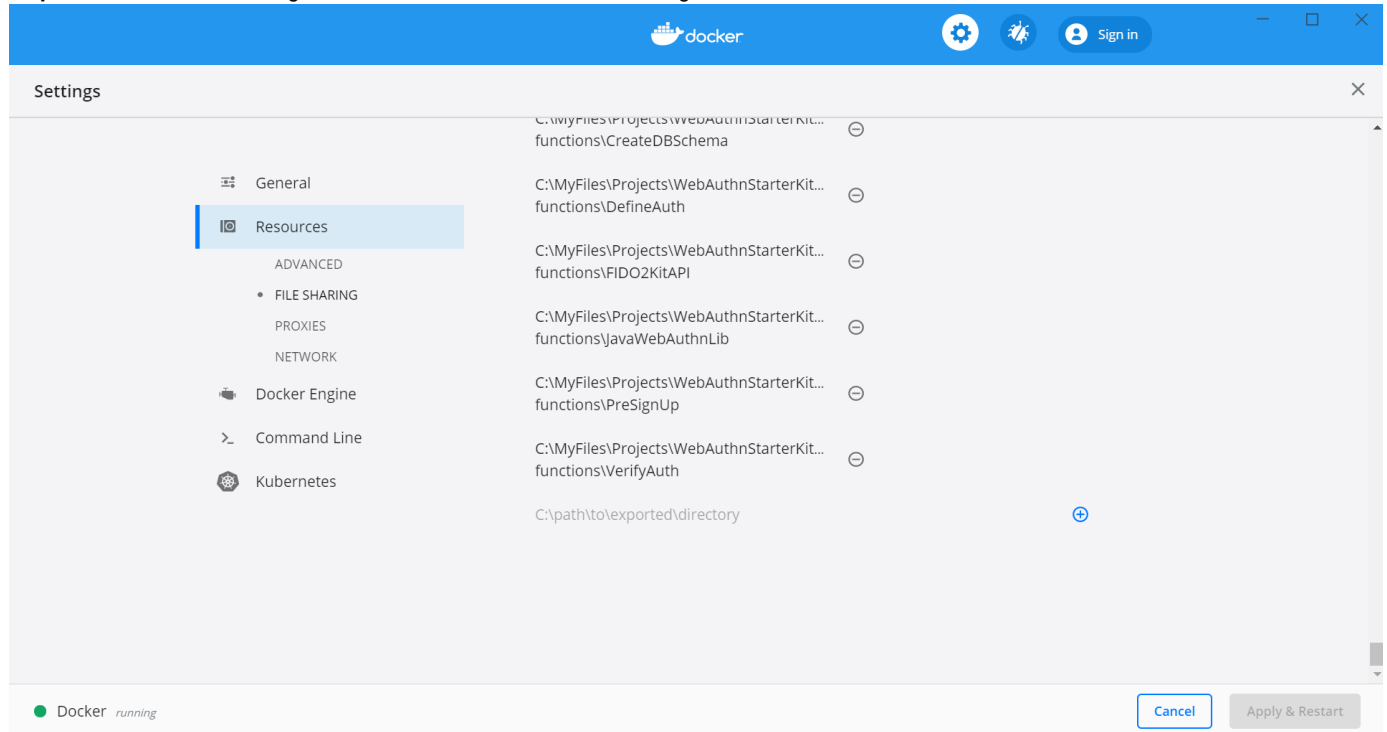 docker
Sign in
Settings
C:\MyFiles\Projects\WebAuthnStarterKit...
functions\CreateDBSchema
General
C:\MyFiles\Projects\WebAuthnStarterKit...
functions\DefineAuth
Resources
ADVANCED
C:\MyFiles\Projects\WebAuthnStarterKit...
functions\FIDO2KitAPI
FILE SHARING
PROXIES
C:\MyFiles\Projects\WebAuthnStarterKit...
functions\JavaWebAuthnLib
NETWORK
Docker Engine
C:\MyFiles\Projects\WebAuthnStarterKit...
functions\PreSignUp
Command Line
C:\MyFiles\Projects\WebAuthnStarterKit...
functions\VerifyAuth
Kubernetes
C:\path\to\exported\directory
Docker running
Cancel
Apply & Restart